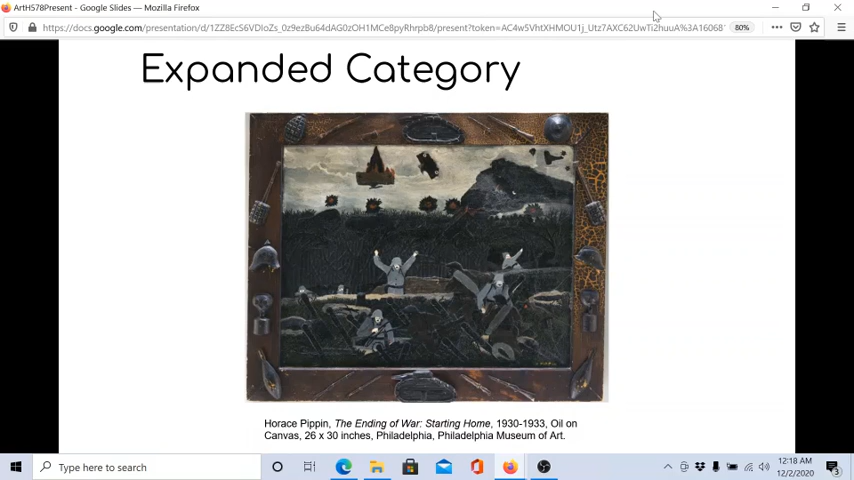 ArtH578Present - Google Slides — Mozilla Firefox
https://docs.google.com/presentation/d/1ZZ8EcS6VDIoZs_0z9ezBu64dAG0zOH1MCe8pyRhrpb8/present?token=AC4w5VhtXHMOU1j_Utz7AXC62UwTi2huuA%3A16068
80%
Expanded Category
Horace Pippin, The Ending of War: Starting Home, 1930-1933, Oil on
Canvas, 26 x 30 inches, Philadelphia, Philadelphia Museum of Art.
Type here to search
12:18 AM
12/2/2020
3